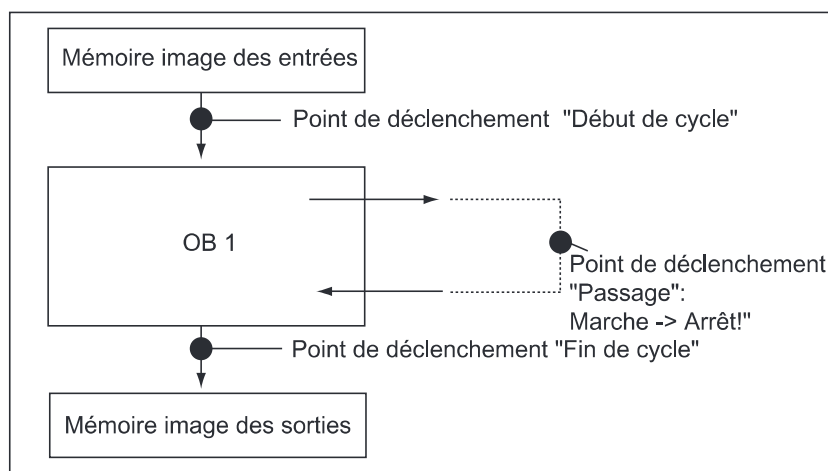 Mémoire image des entrées
Point de déclenchement "Début de cycle"
OB 1
Point de déclenchement
"Passage":
Marche -> Arrêt!"
Point de déclenchement "Fin de cycle"
Mémoire image des sorties